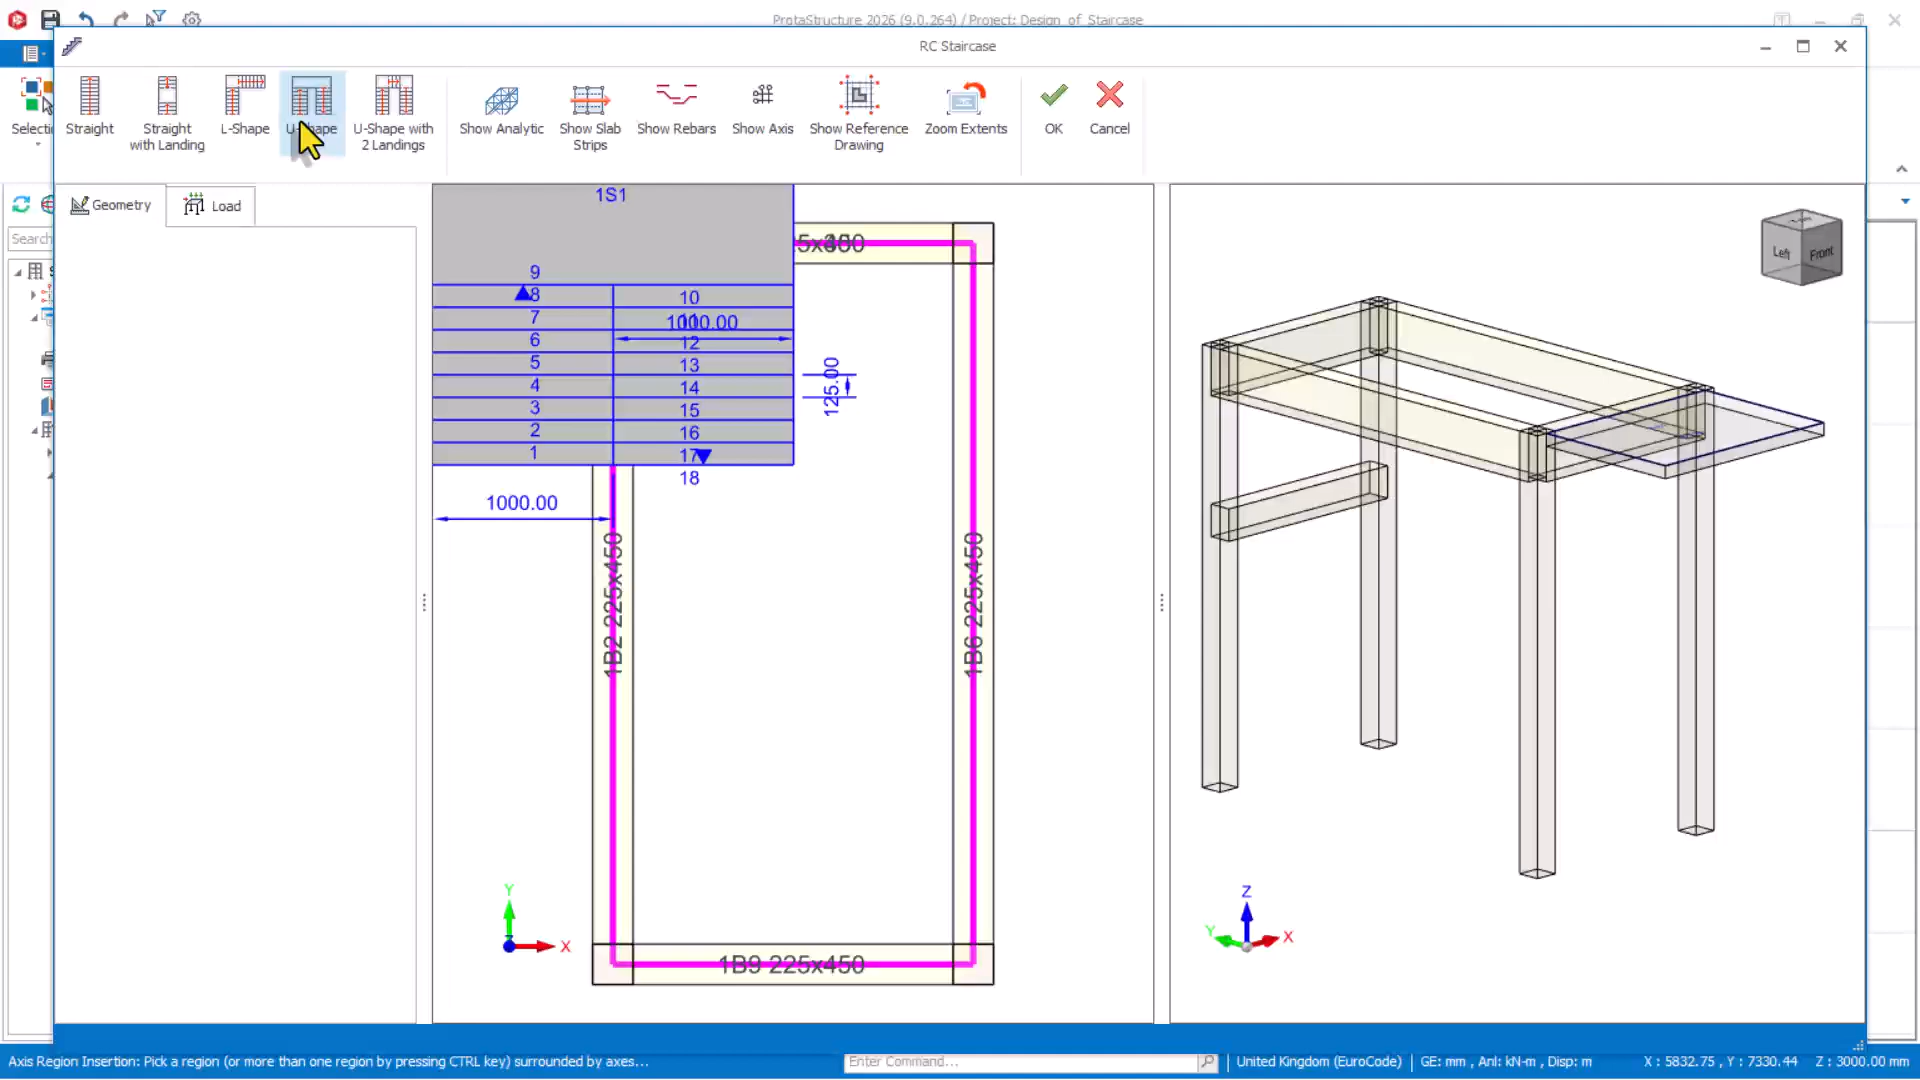 ProtaStructure 2026 (9.0.264) / Project: Design_of_Staircase
RC Staircase
Straight
Straight with Landing
L-Shape
U-Shape
U-Shape with 2 Landings
Show Analytic
Show Slab Strips
Show Rebars
Show Axis
Show Reference Drawing
Zoom Extents
OK
Cancel
Geometry
Load
Search
1S1
9
8
7
6
5
4
3
2
1
10
1000.00
12
13
14
15
16
17
18
125.00
1000.00
1B2 225x450
1B6 225x450
1B9 225x450
Y
X
Left
Front
Z
Y
X
Axis Region Insertion: Pick a region (or more than one region by pressing CTRL key) surrounded by axes...
Enter Command...
United Kingdom (EuroCode)
GE: mm , Anl: kN-m , Disp: m
X : 5832.75 , Y : 7330.44
Z : 3000.00 mm